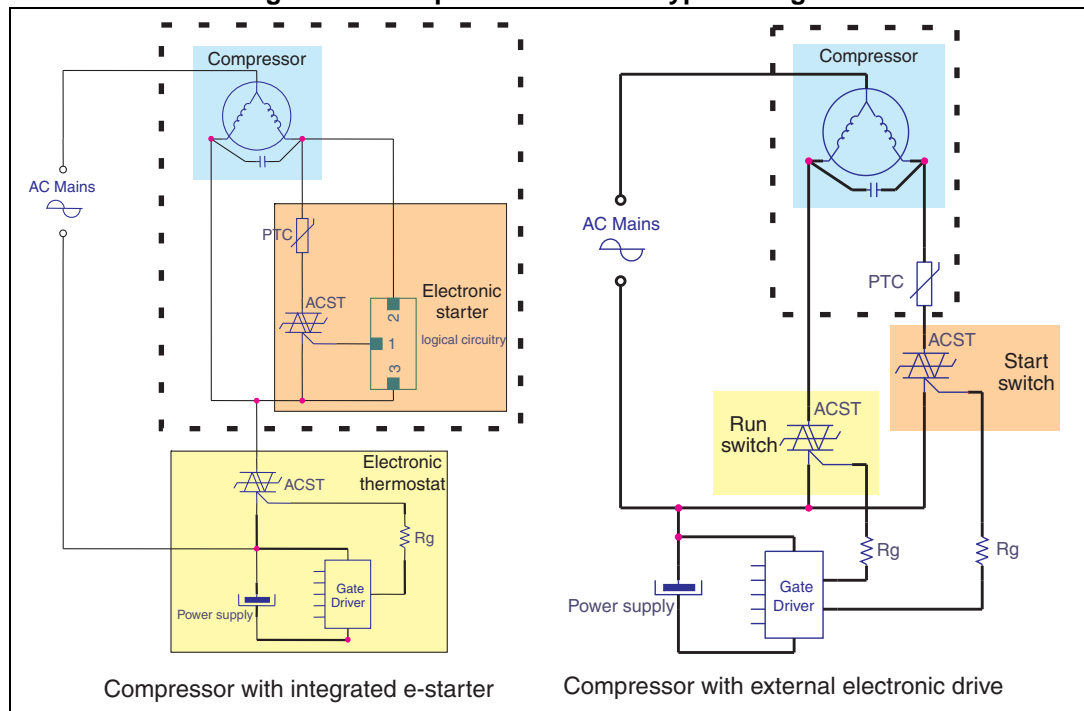 Compressor
AC Mains
PTC
ACST
2
1
3
Electronic
starter
logical circuitry
Electronic
thermostat
ACST
Rg
Gate
Driver
Power supply
Compressor with integrated e-starter
Compressor
AC Mains
PTC
ACST
Start
switch
ACST
Run
switch
Rg
Rg
Gate
Driver
Power supply
Compressor with external electronic drive